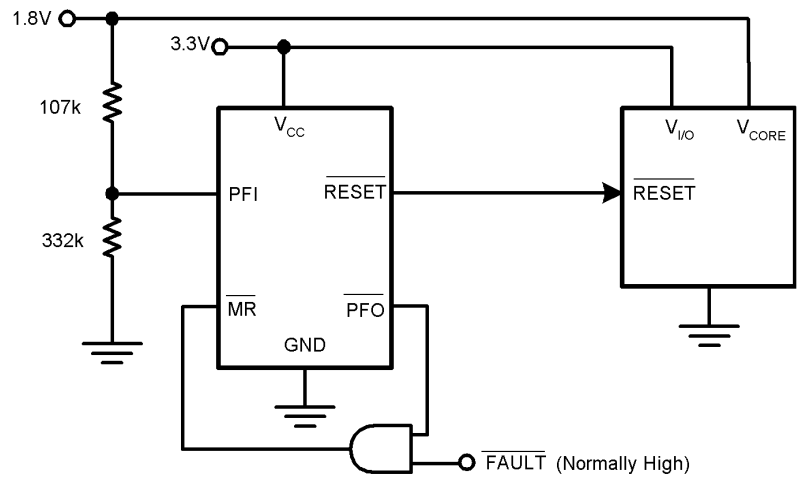 1.8V
3.3V
107k
332k
VCC
PFI
RESET
MR
PFO
GND
VI/O
VCORE
RESET
FAULT (Normally High)